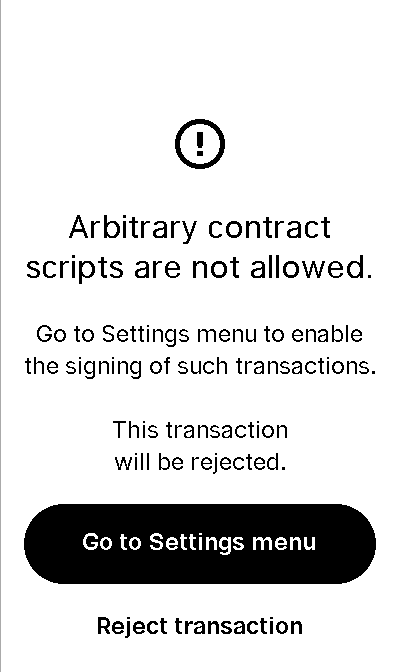 Arbitrary contract
scripts are not allowed.
Go to Settings menu to enable
the signing of such transactions.
This transaction
will be rejected.
Go to Settings menu
Reject transaction